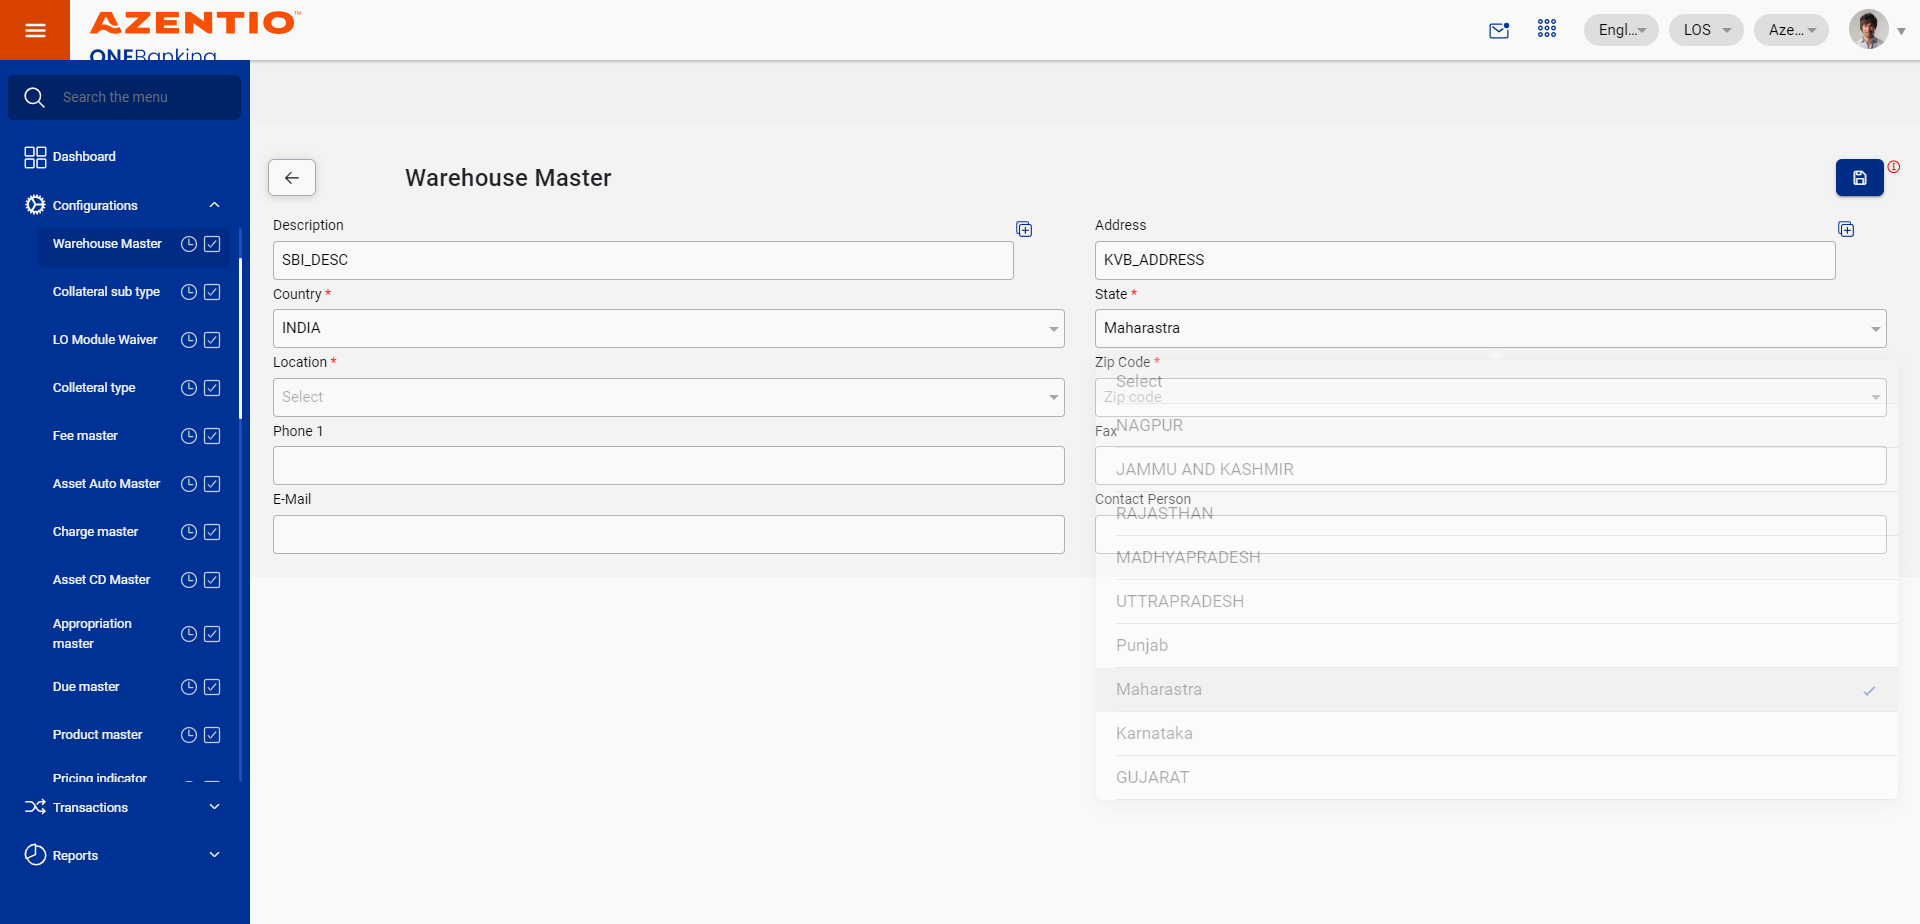 AZENTIO™
ONEBanking
Engl...
LOS
Aze...
Search the menu
Dashboard
Configurations
Warehouse Master
Collateral sub type
LO Module Waiver
Colleteral type
Fee master
Asset Auto Master
Charge master
Asset CD Master
Appropriation
master
Due master
Product master
Pricing indicator
Transactions
Reports
Warehouse Master
Description
SBI_DESC
Address
KVB_ADDRESS
Country *
INDIA
State *
Maharastra
Location *
Select
Zip Code *
Zip code
Phone 1
Fax
E-Mail
Contact Person
Select
NAGPUR
JAMMU AND KASHMIR
RAJASTHAN
MADHYAPRADESH
UTTRAPRADESH
Punjab
Maharastra
Karnataka
GUJARAT